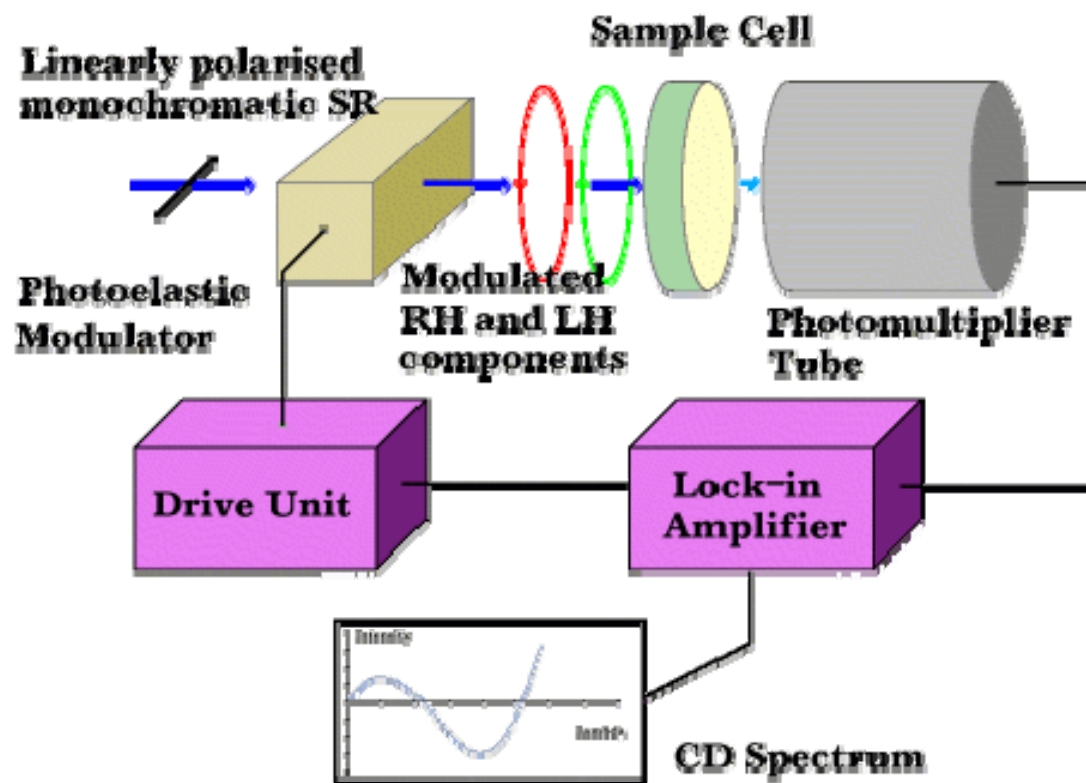 Sample Cell
Linearly polarised
monochromatic SR
Photoelastic
Modulator
Modulated
RH and LH
components
Photomultiplier
Tube
Drive Unit
Lock-in
Amplifier
Intensity
CD Spectrum